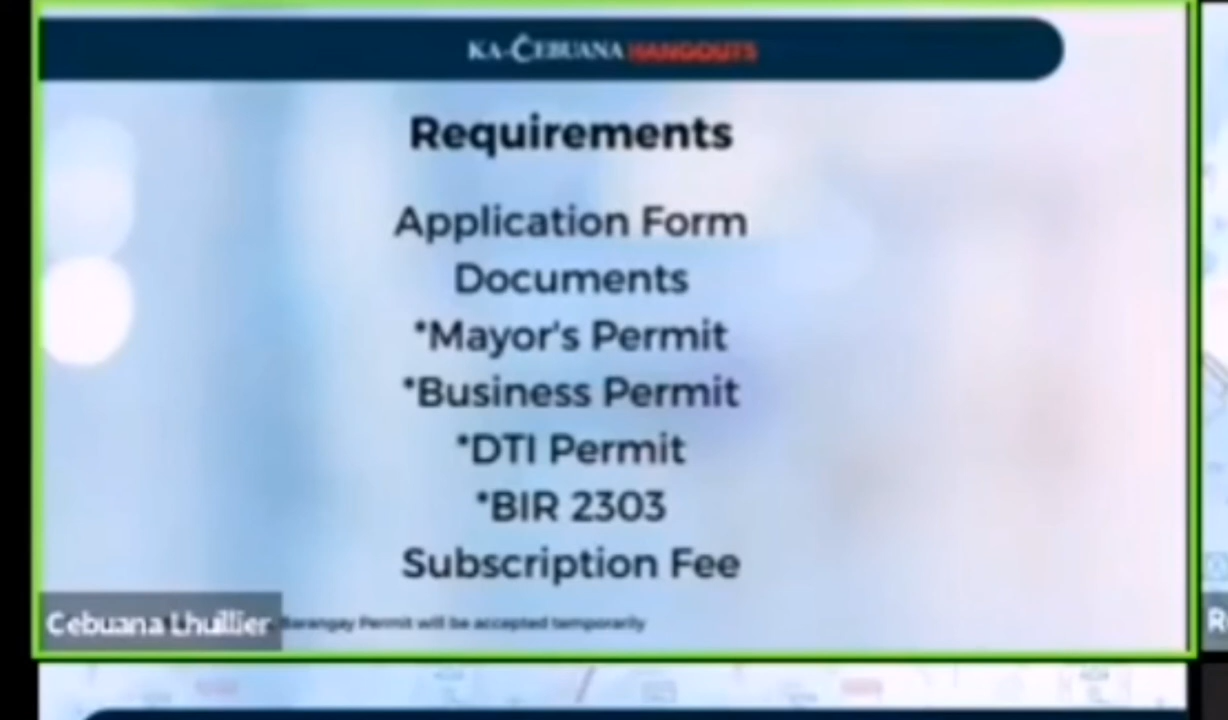 KA-CEBUANA HANGOUTS
Requirements
Application Form
Documents
*Mayor's Permit
*Business Permit
*DTI Permit
*BIR 2303
Subscription Fee
Barangay Permit will be accepted temporarily
Cebuana Lhuillier
R